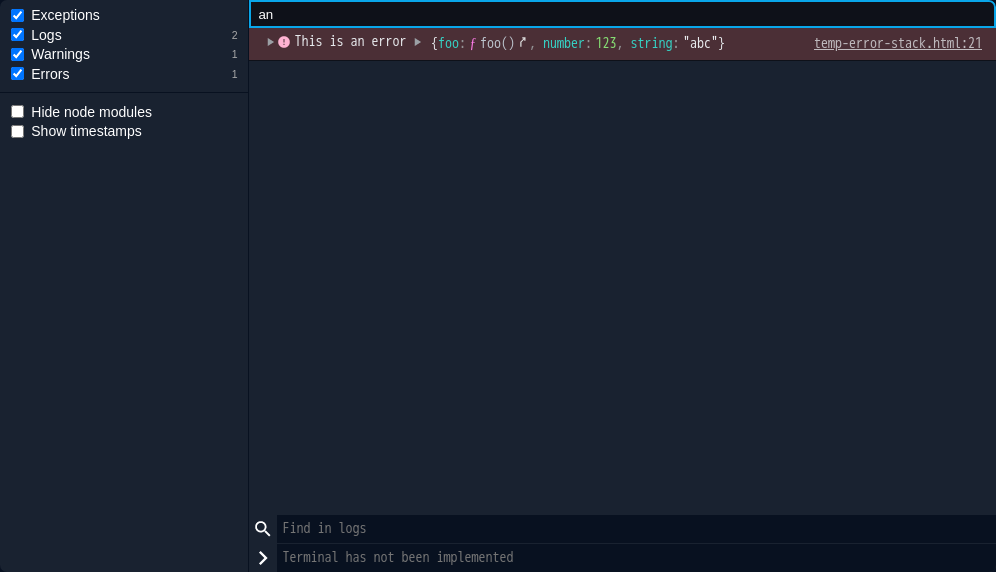 Exceptions
Logs 2
Warnings 1
Errors 1
Hide node modules
Show timestamps
an
This is an error {foo: ƒ foo() , number: 123, string: "abc"} temp-error-stack.html:21
Find in logs
Terminal has not been implemented